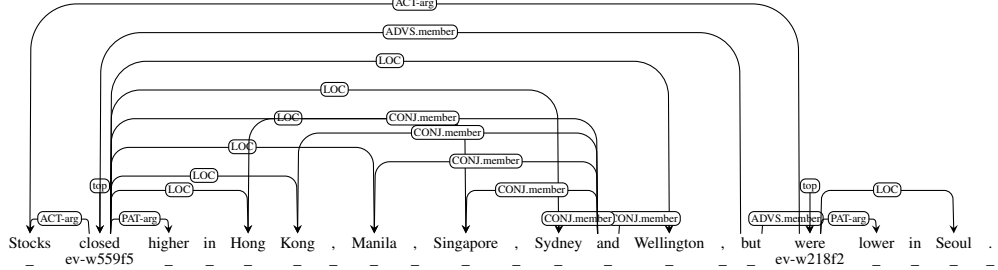 ACT-arg
ADVS.member
LOC
LOC
LOC CONJ.member
CONJ.member
LOC
CONJ.member
LOC
top LOC CONJ.member top LOC
ACT-arg PAT-arg CONJ.member CONJ.member ADVS.member PAT-arg
Stocks closed higher in Hong Kong , Manila , Singapore , Sydney and Wellington , but were lower in Seoul .
ev-w559f5 ev-w218f2
_ _ _ _ _ _ _ _ _ _ _ _ _ _ _ _ _ _ _ _ _